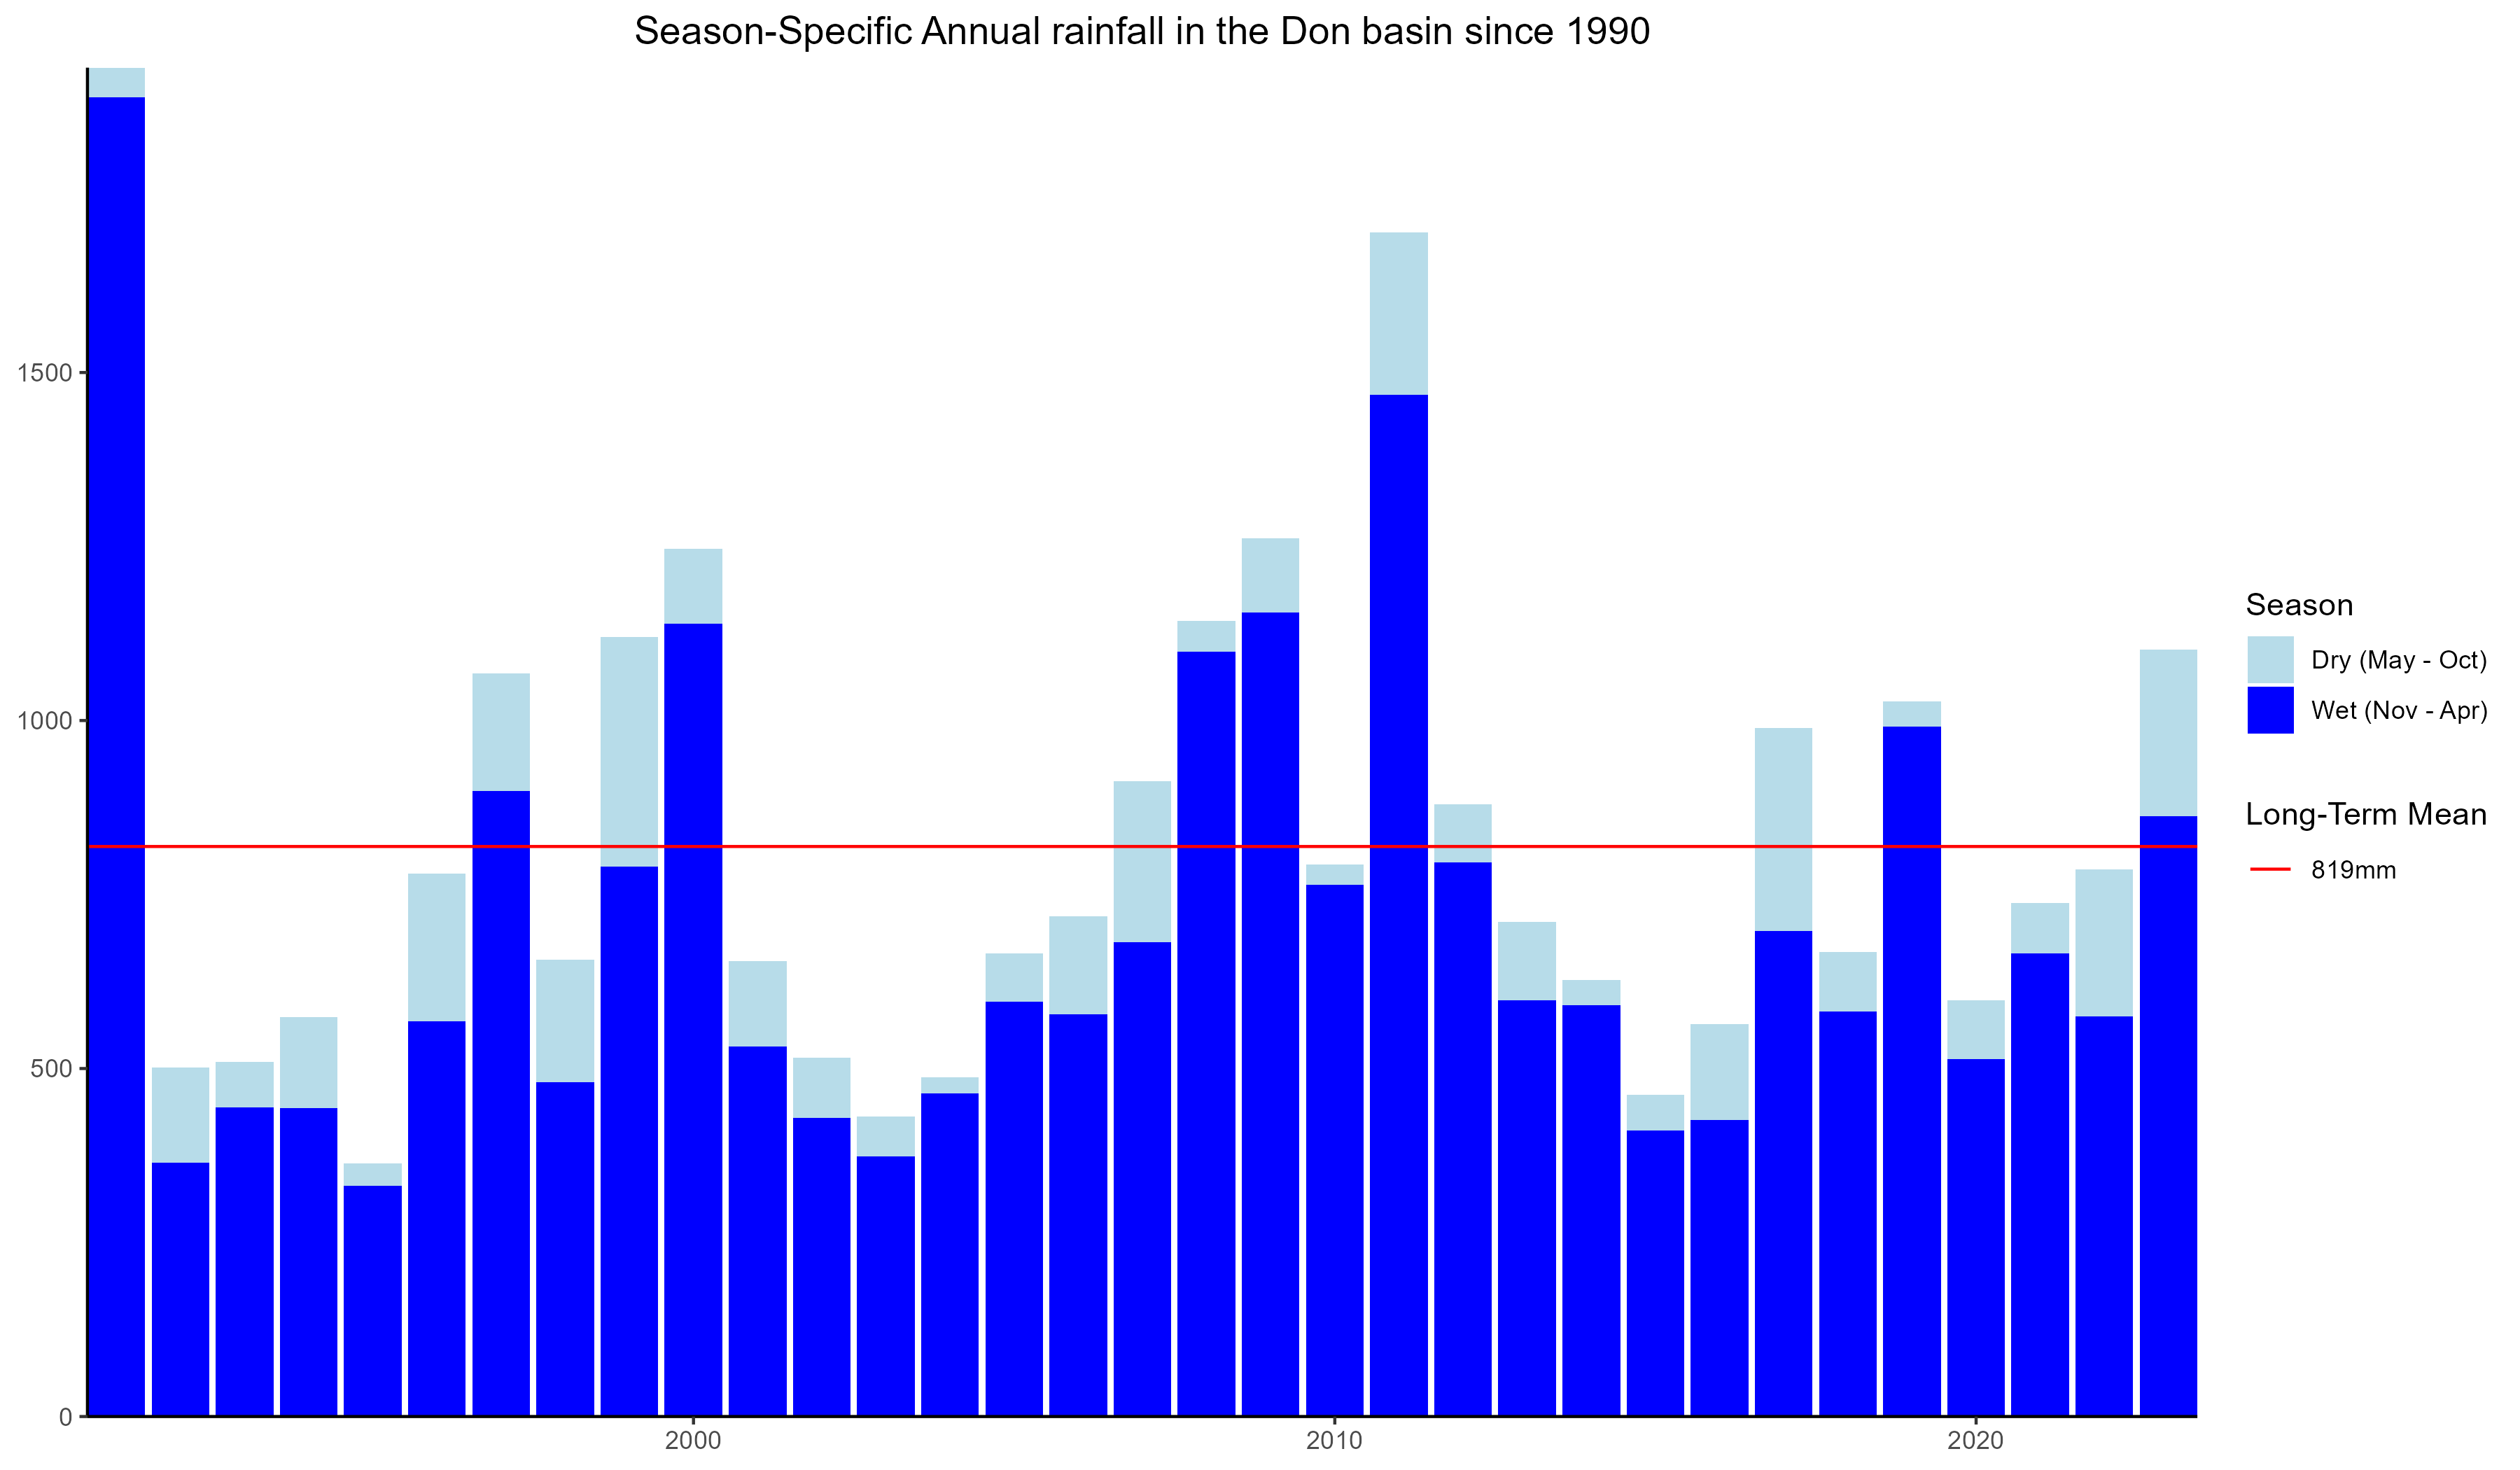 Season-Specific Annual rainfall in the Don basin since 1990
1500
1000
500
0
2000
2010
2020
Season
Dry (May - Oct)
Wet (Nov - Apr)
Long-Term Mean
819mm